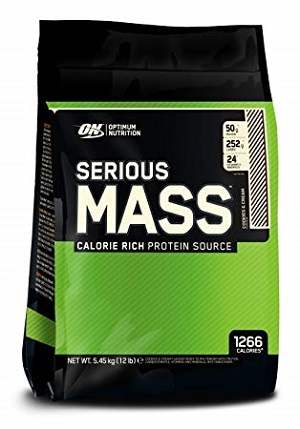 ON OPTIMUM
NUTRITION
50g
252g
24
SERIOUS
MASS
CALORIE RICH PROTEIN SOURCE
COOKIES & CREAM
1266
CALORIES*
NET WT. 5.45 KG (12 LB)